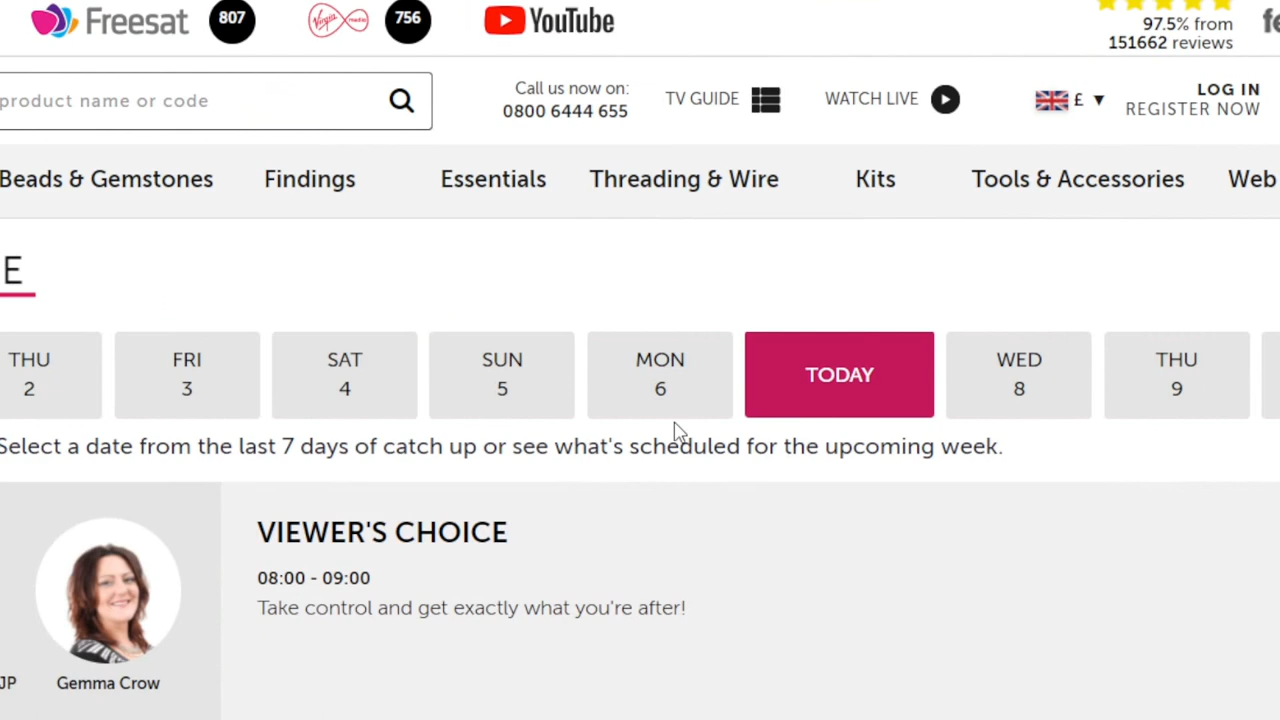 Freesat 807 Virgin media 756 YouTube
97.5% from
151662 reviews
product name or code
Call us now on:
0800 6444 655
TV GUIDE
WATCH LIVE
£
LOG IN
REGISTER NOW
Beads & Gemstones Findings Essentials Threading & Wire Kits Tools & Accessories Web
E
THU
2
FRI
3
SAT
4
SUN
5
MON
6
TODAY
WED
8
THU
9
Select a date from the last 7 days of catch up or see what's scheduled for the upcoming week.
VIEWER'S CHOICE
08:00 - 09:00
Take control and get exactly what you're after!
JP
Gemma Crow